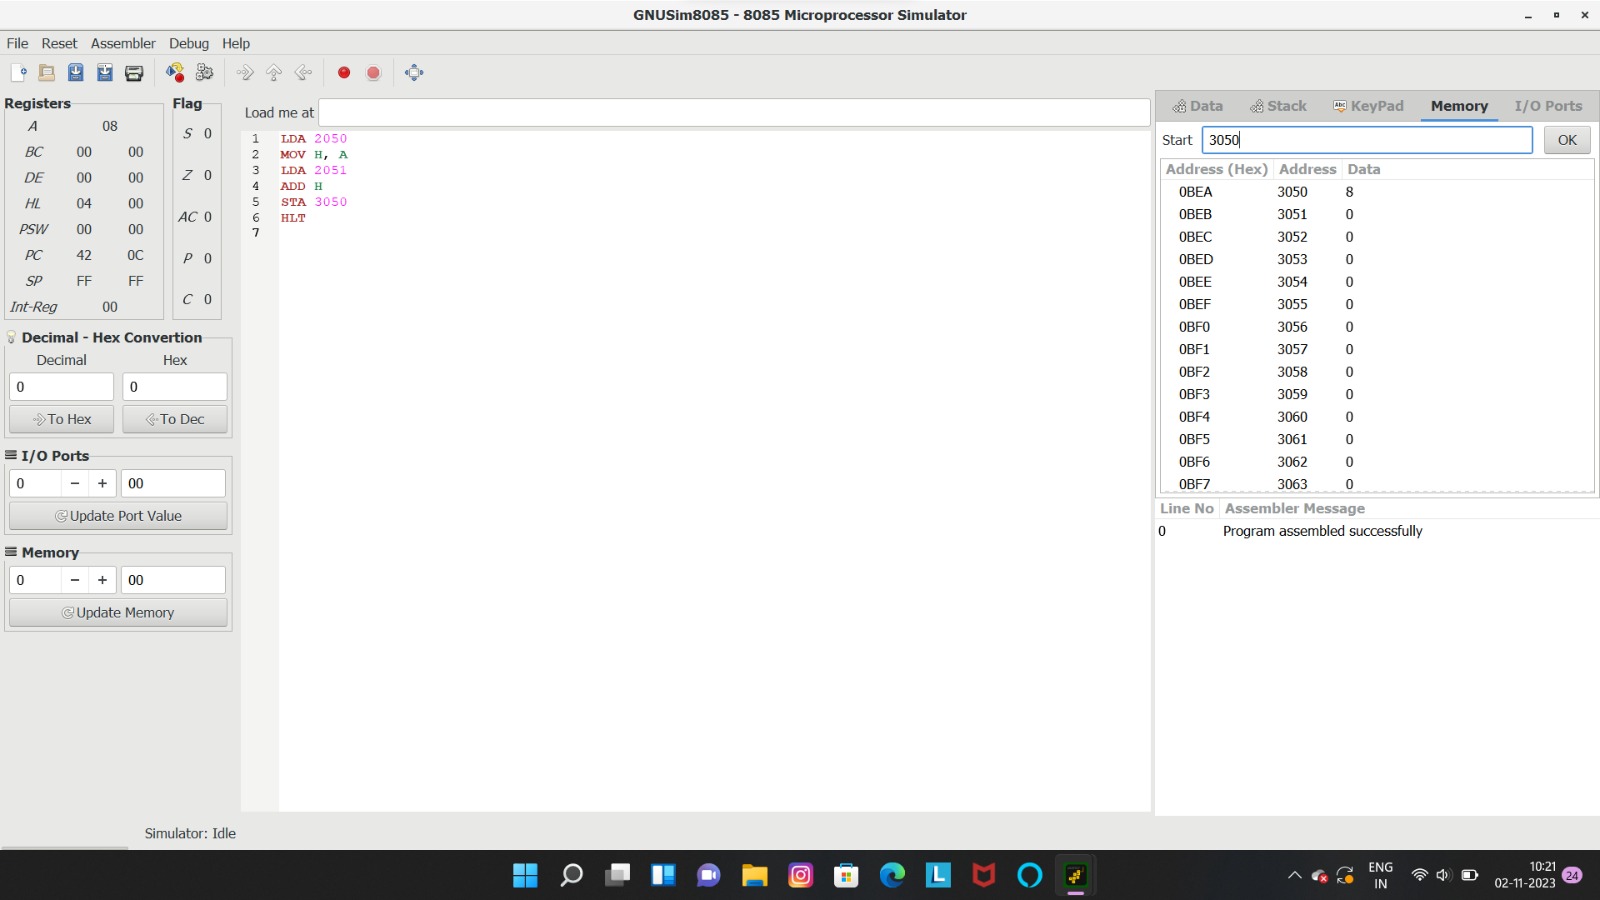 GNUSim8085 - 8085 Microprocessor Simulator
File Reset Assembler Debug Help
Registers
A 08
BC 00 00
DE 00 00
HL 04 00
PSW 00 00
PC 42 0C
SP FF FF
Int-Reg 00
Flag
S 0
Z 0
AC 0
P 0
C 0
Decimal - Hex Convertion
Decimal Hex
0 0
To Hex To Dec
I/O Ports
0 − + 00
Update Port Value
Memory
0 − + 00
Update Memory
Load me at
1 LDA 2050
2 MOV H, A
3 LDA 2051
4 ADD H
5 STA 3050
6 HLT
7
Data Stack Abc KeyPad Memory I/O Ports
Start 3050 OK
Address (Hex) Address Data
0BEA 3050 8
0BEB 3051 0
0BEC 3052 0
0BED 3053 0
0BEE 3054 0
0BEF 3055 0
0BF0 3056 0
0BF1 3057 0
0BF2 3058 0
0BF3 3059 0
0BF4 3060 0
0BF5 3061 0
0BF6 3062 0
0BF7 3063 0
Line No Assembler Message
0 Program assembled successfully
Simulator: Idle
L
ENG
IN
10:21
02-11-2023
24